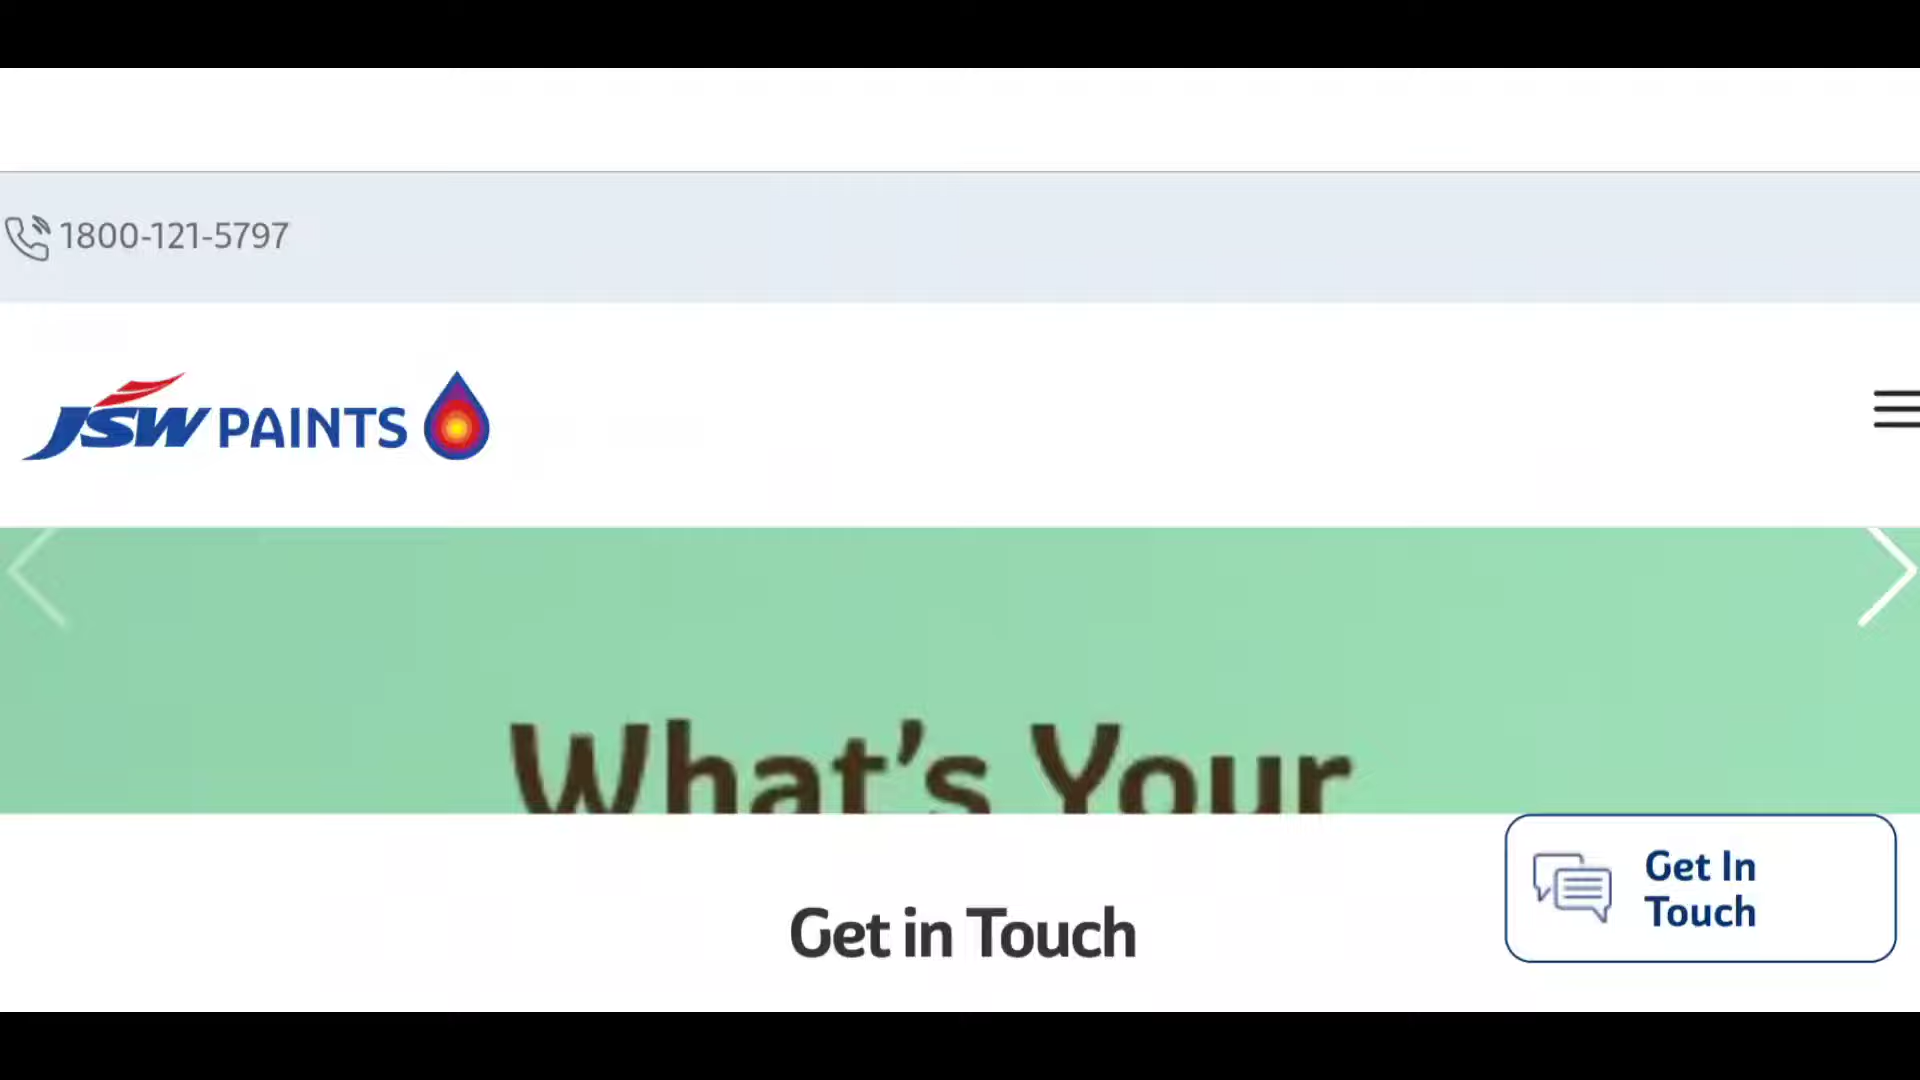 1800-121-5797
JSW PAINTS
What's Your
Get in Touch
Get In
Touch